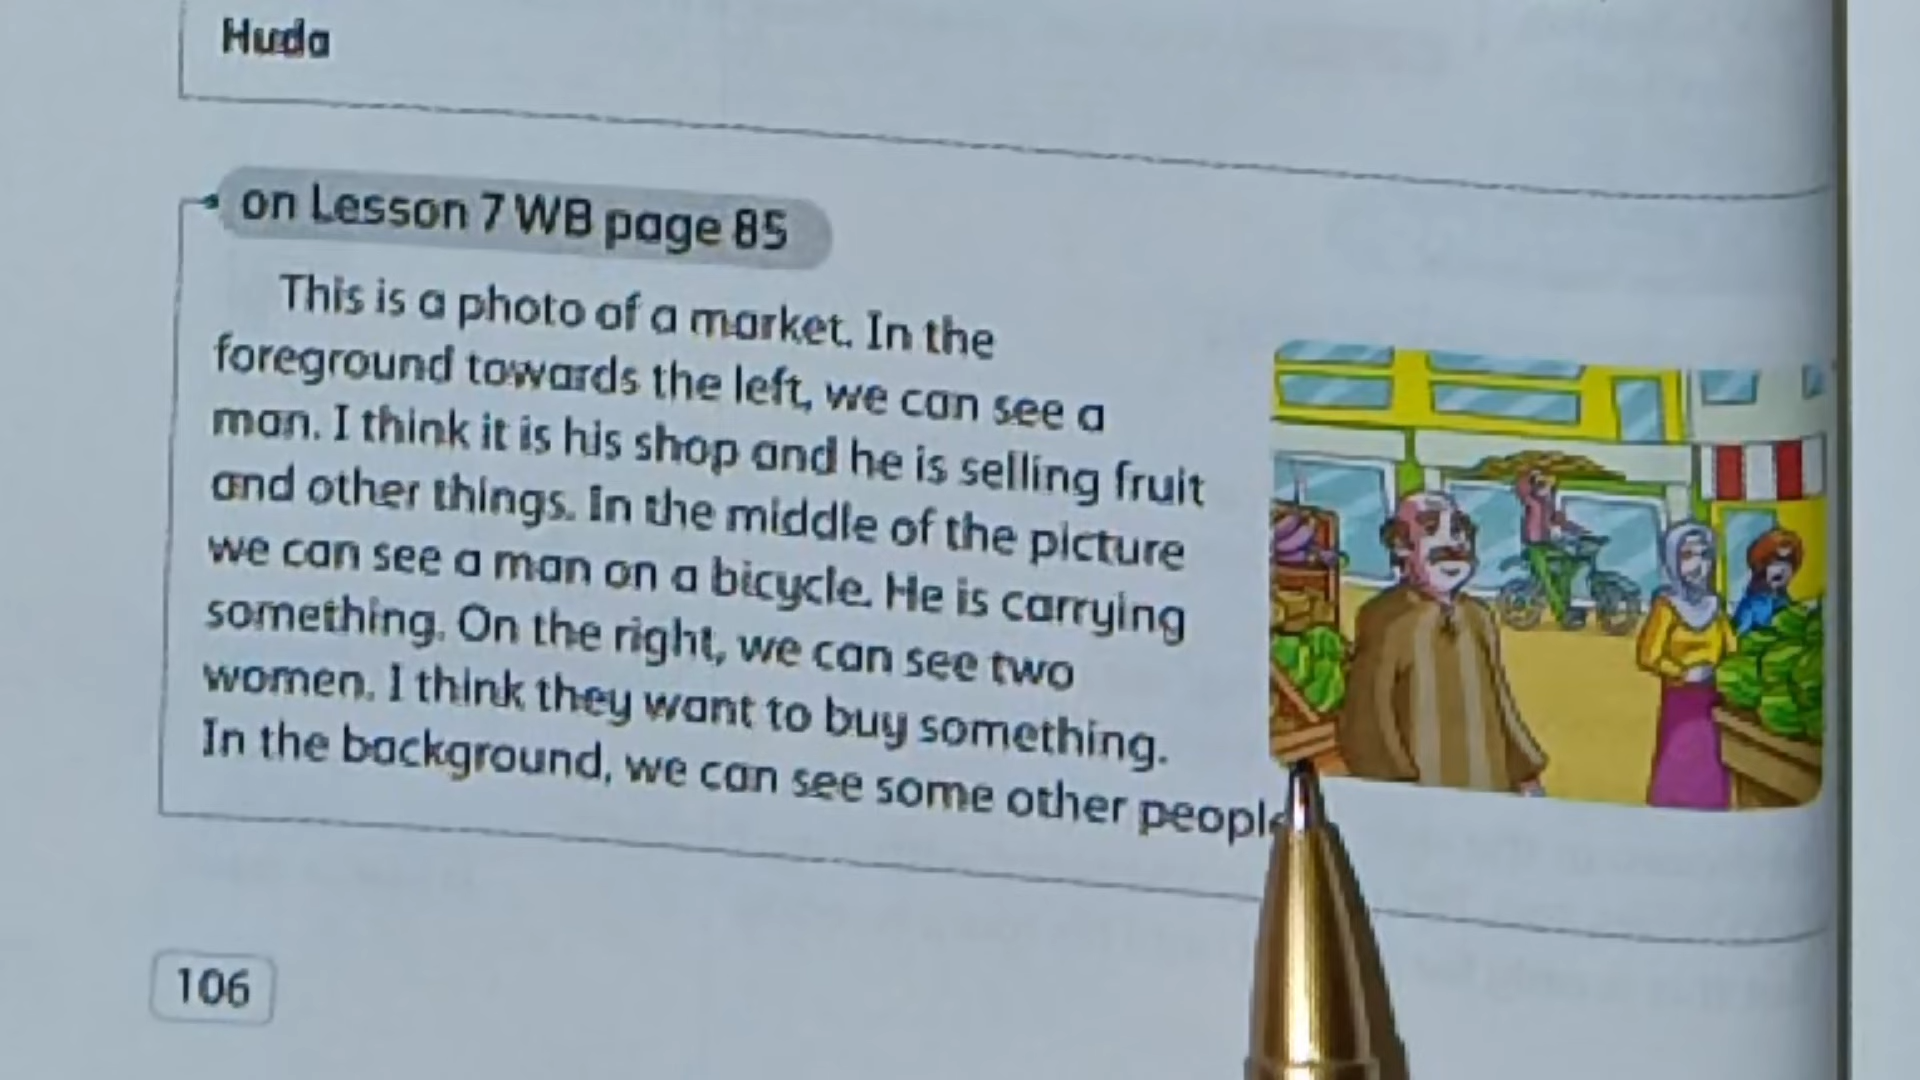 Huda
on Lesson 7 WB page 85
This is a photo of a market. In the
foreground towards the left, we can see a
man. I think it is his shop and he is selling fruit
and other things. In the middle of the picture
we can see a man on a bicycle. He is carrying
something. On the right, we can see two
women. I think they want to buy something.
In the background, we can see some other people
106